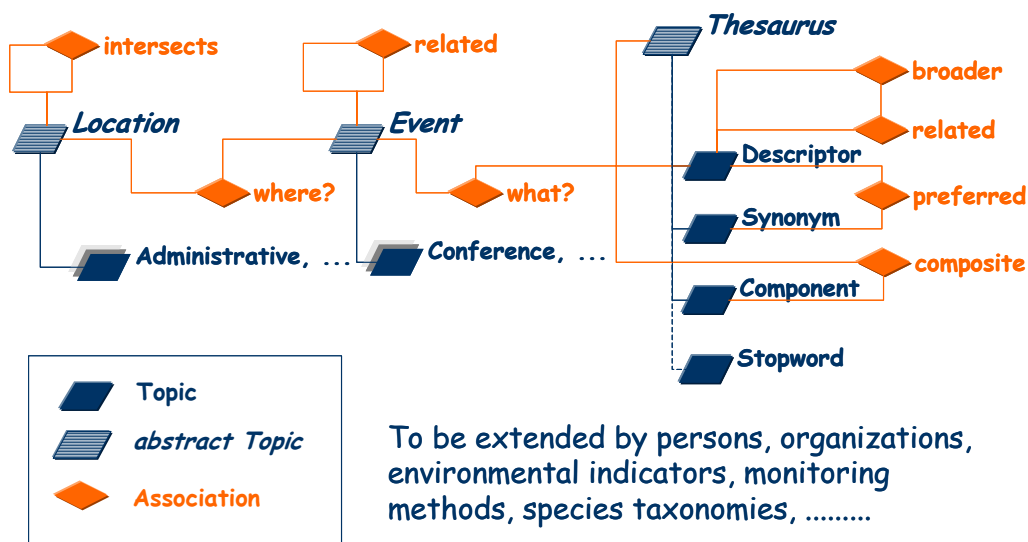 intersects
related
Thesaurus
broader
Location
Event
related
Descriptor
where?
what?
preferred
Synonym
Administrative, ...
Conference, ...
composite
Component
Stopword
Topic
abstract Topic
Association
To be extended by persons, organizations,
environmental indicators, monitoring
methods, species taxonomies, .........